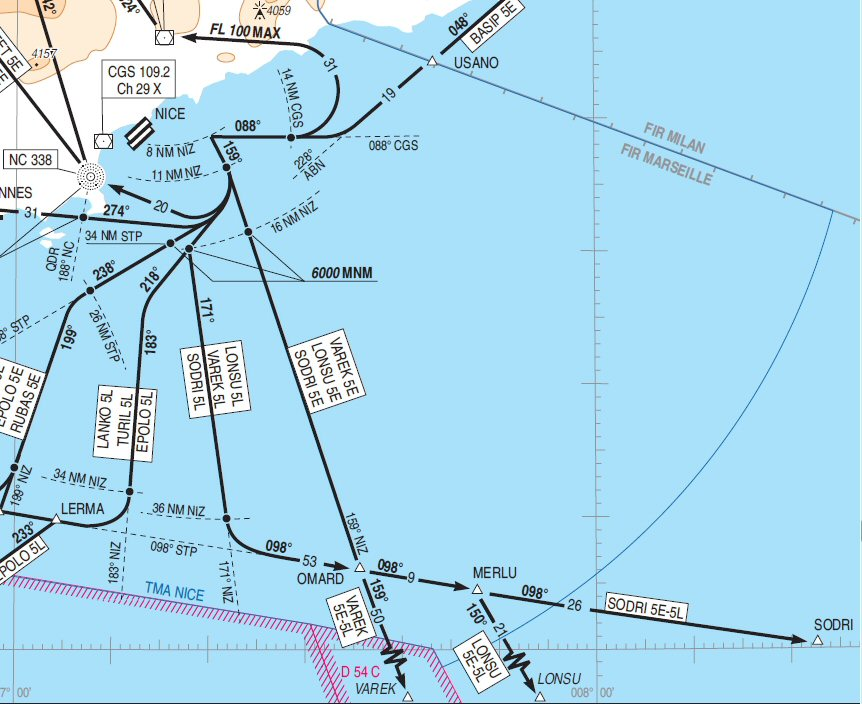 4059
FL 100 MAX
048°
BASIP 5E
4157
CGS 109.2
Ch 29 X
NICE
14 NM CGS
31
19
USANO
FIR MILAN
FIR MARSEILLE
088°
088° CGS
8 NM NIZ
159°
228°
ABN
NC 338
11 NM NIZ
20
16 NM NIZ
31
274°
34 NM STP
QDR
188° NC
238°
218°
6000 MNM
171°
26 NM STP
199°
183°
LONSU 5L
VAREK 5L
SODRI 5L
VAREK 5E
LONSU 5E
SODRI 5E
EPOLO 5E
RUBAS 5E
LANKO 5L
TURIL 5L
EPOLO 5L
199° NIZ
34 NM NIZ
36 NM NIZ
LERMA
233°
EPOLO 5L
098° STP
183° NIZ
171° NIZ
098°
53
159° NIZ
OMARD
098°
9
MERLU
098°
26
SODRI 5E-5L
SODRI
TMA NICE
159°
50
VAREK
5E-5L
150°
21
LONSU
5E-5L
D 54 C
VAREK
LONSU
7° 00'
008° 00'